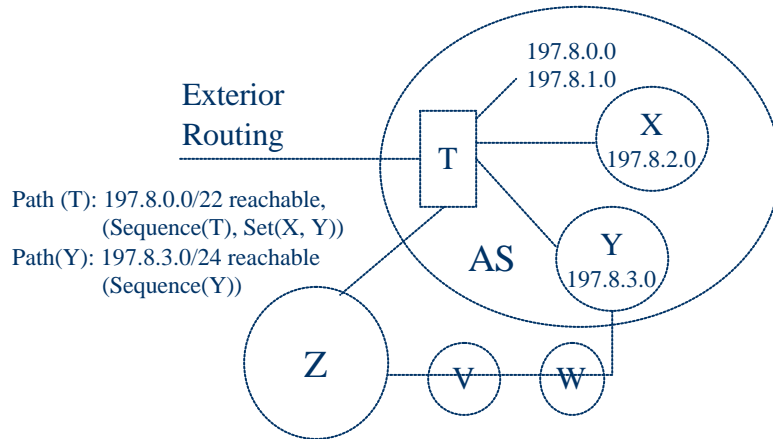 197.8.0.0
197.8.1.0
Exterior
Routing
X
197.8.2.0
T
Path (T): 197.8.0.0/22 reachable,
(Sequence(T), Set(X, Y))
Path(Y): 197.8.3.0/24 reachable
(Sequence(Y))
Y
197.8.3.0
AS
Z
V
W